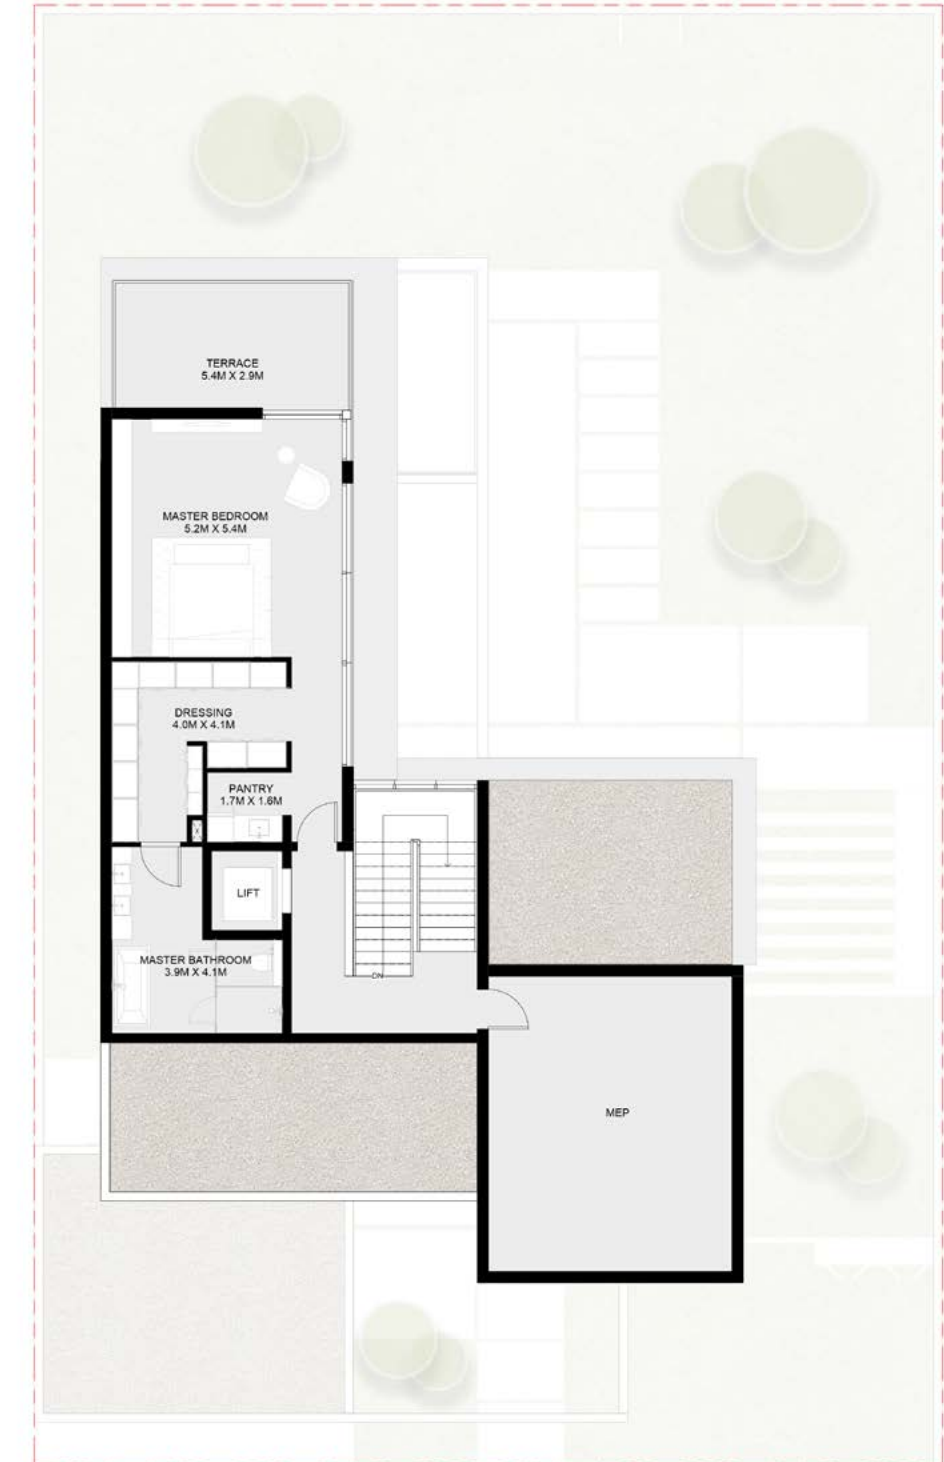 TERRACE
5.4M X 2.9M
MASTER BEDROOM
5.2M X 5.4M
DRESSING
4.0M X 4.1M
PANTRY
1.7M X 1.6M
LIFT
MASTER BATHROOM
3.9M X 4.1M
DN
MEP